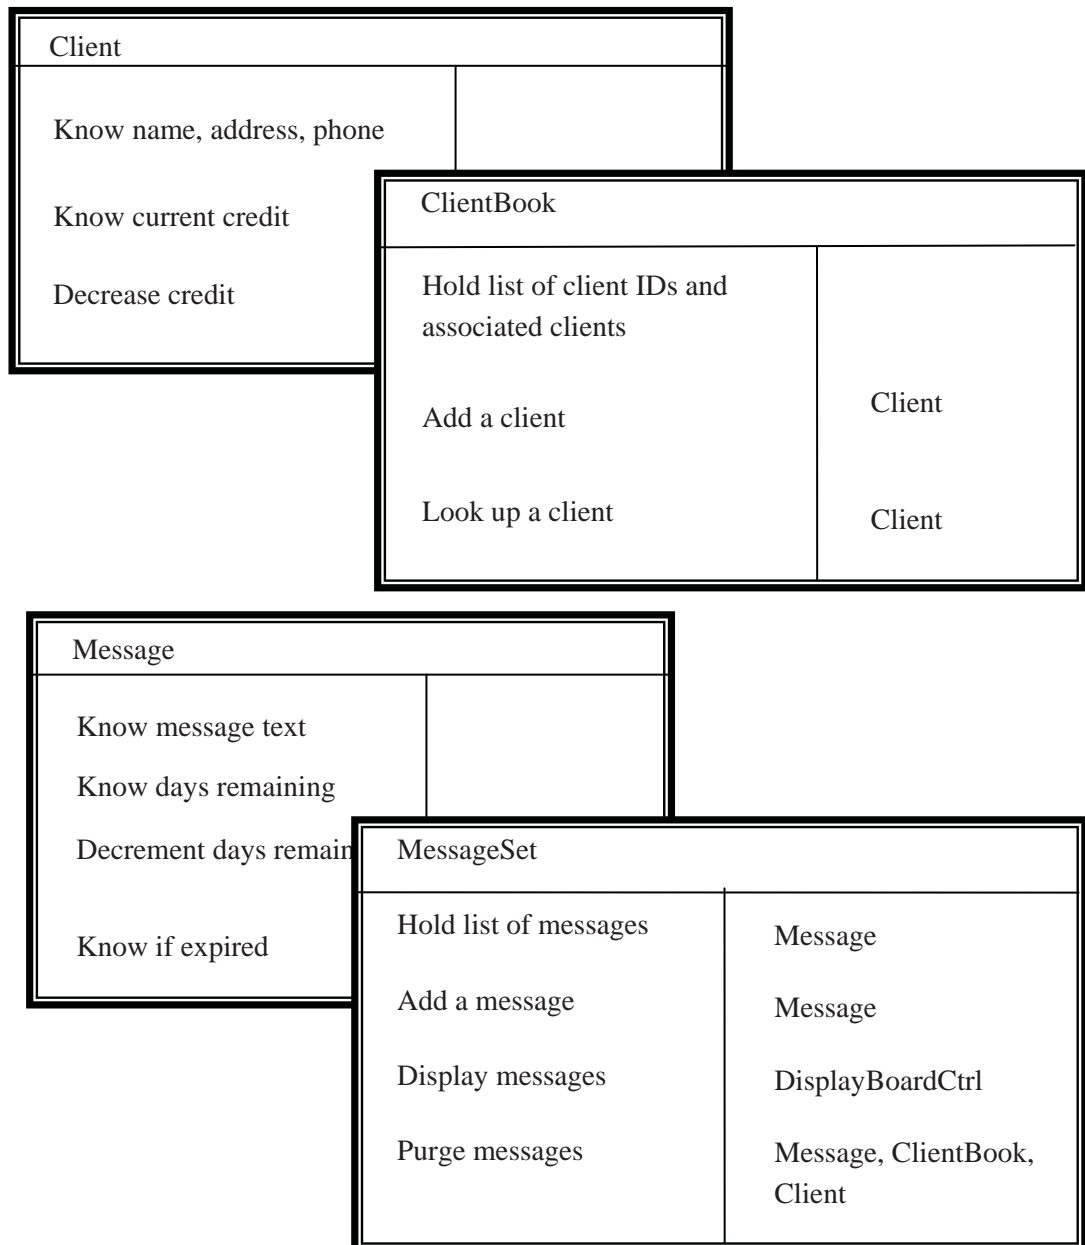 Client
Know name, address, phone
Know current credit
Decrease credit
ClientBook
Hold list of client IDs and
associated clients
Add a client
Client
Look up a client
Client
Message
Know message text
Know days remaining
Decrement days remain
Know if expired
MessageSet
Hold list of messages
Message
Add a message
Message
Display messages
DisplayBoardCtrl
Purge messages
Message, ClientBook,
Client